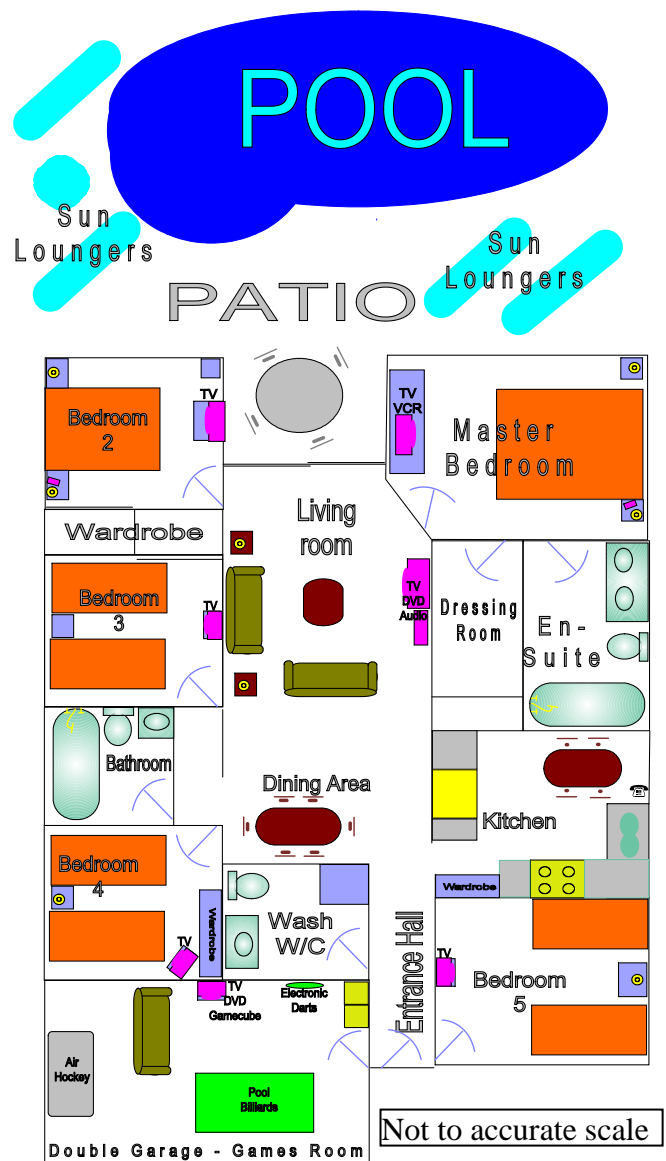 POOL
Sun
Loungers
Sun
Loungers
PATIO
Bedroom
2
TV
TV
VCR
Master
Bedroom
Wardrobe
Living
room
Bedroom
3
TV
TV
DVD
Audio
Dressing
Room
En-
Suite
Bathroom
Dining Area
Kitchen
Bedroom
4
TV
Wardrobe
Wash
W/C
Entrance Hall
Wardrobe
TV
Bedroom
5
TV
DVD
Gamecube
Electronic
Darts
Air
Hockey
Pool
Billiards
Double Garage - Games Room
Not to accurate scale